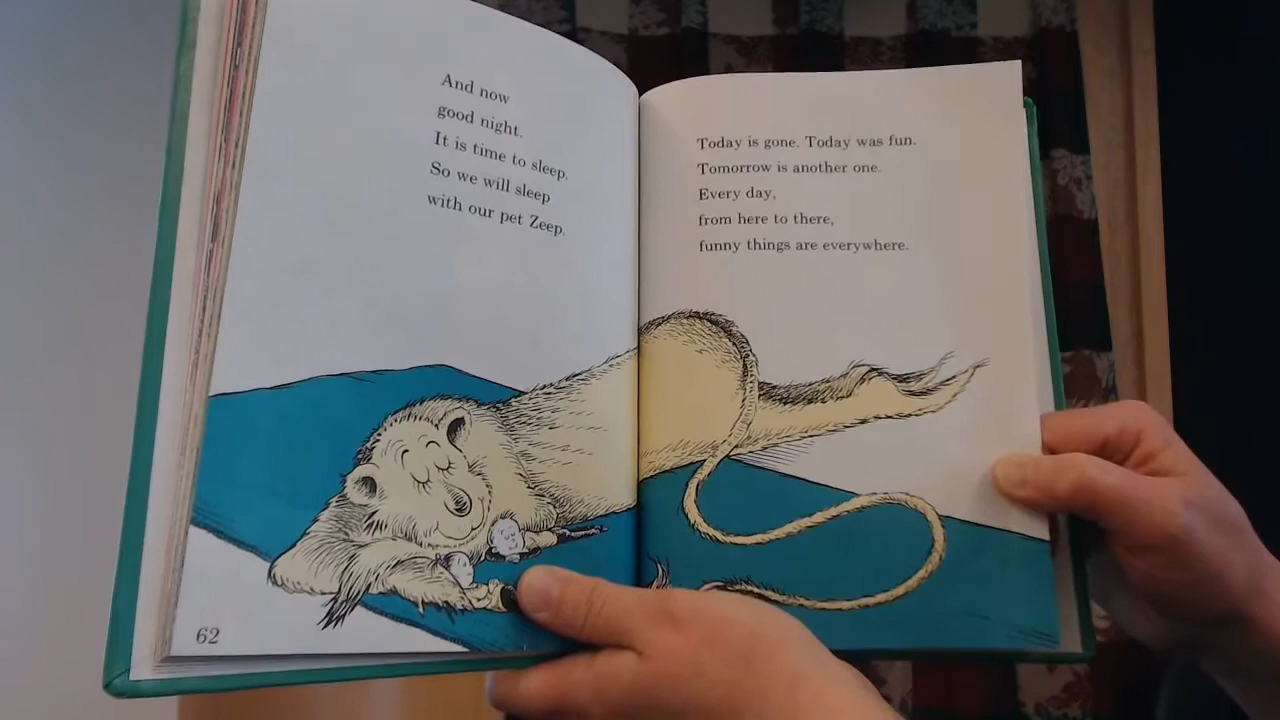 And now
good night.
It is time to sleep.
So we will sleep
with our pet Zeep.
62
Today is gone. Today was fun.
Tomorrow is another one.
Every day,
from here to there,
funny things are everywhere.